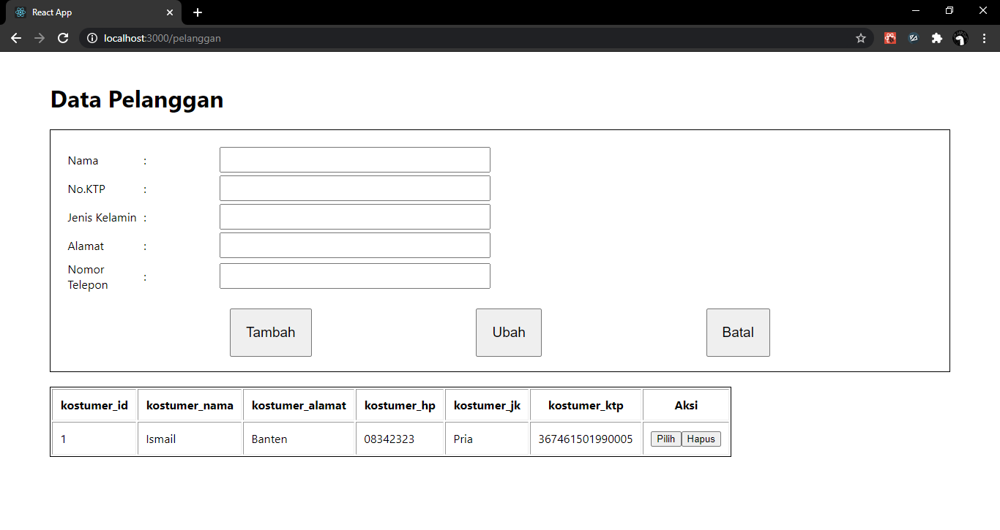 React App
localhost:3000/pelanggan
Data Pelanggan
Nama :
No.KTP :
Jenis Kelamin :
Alamat :
Nomor
Telepon :
Tambah Ubah Batal
kostumer_id kostumer_nama kostumer_alamat kostumer_hp kostumer_jk kostumer_ktp Aksi
1 Ismail Banten 08342323 Pria 367461501990005 Pilih Hapus